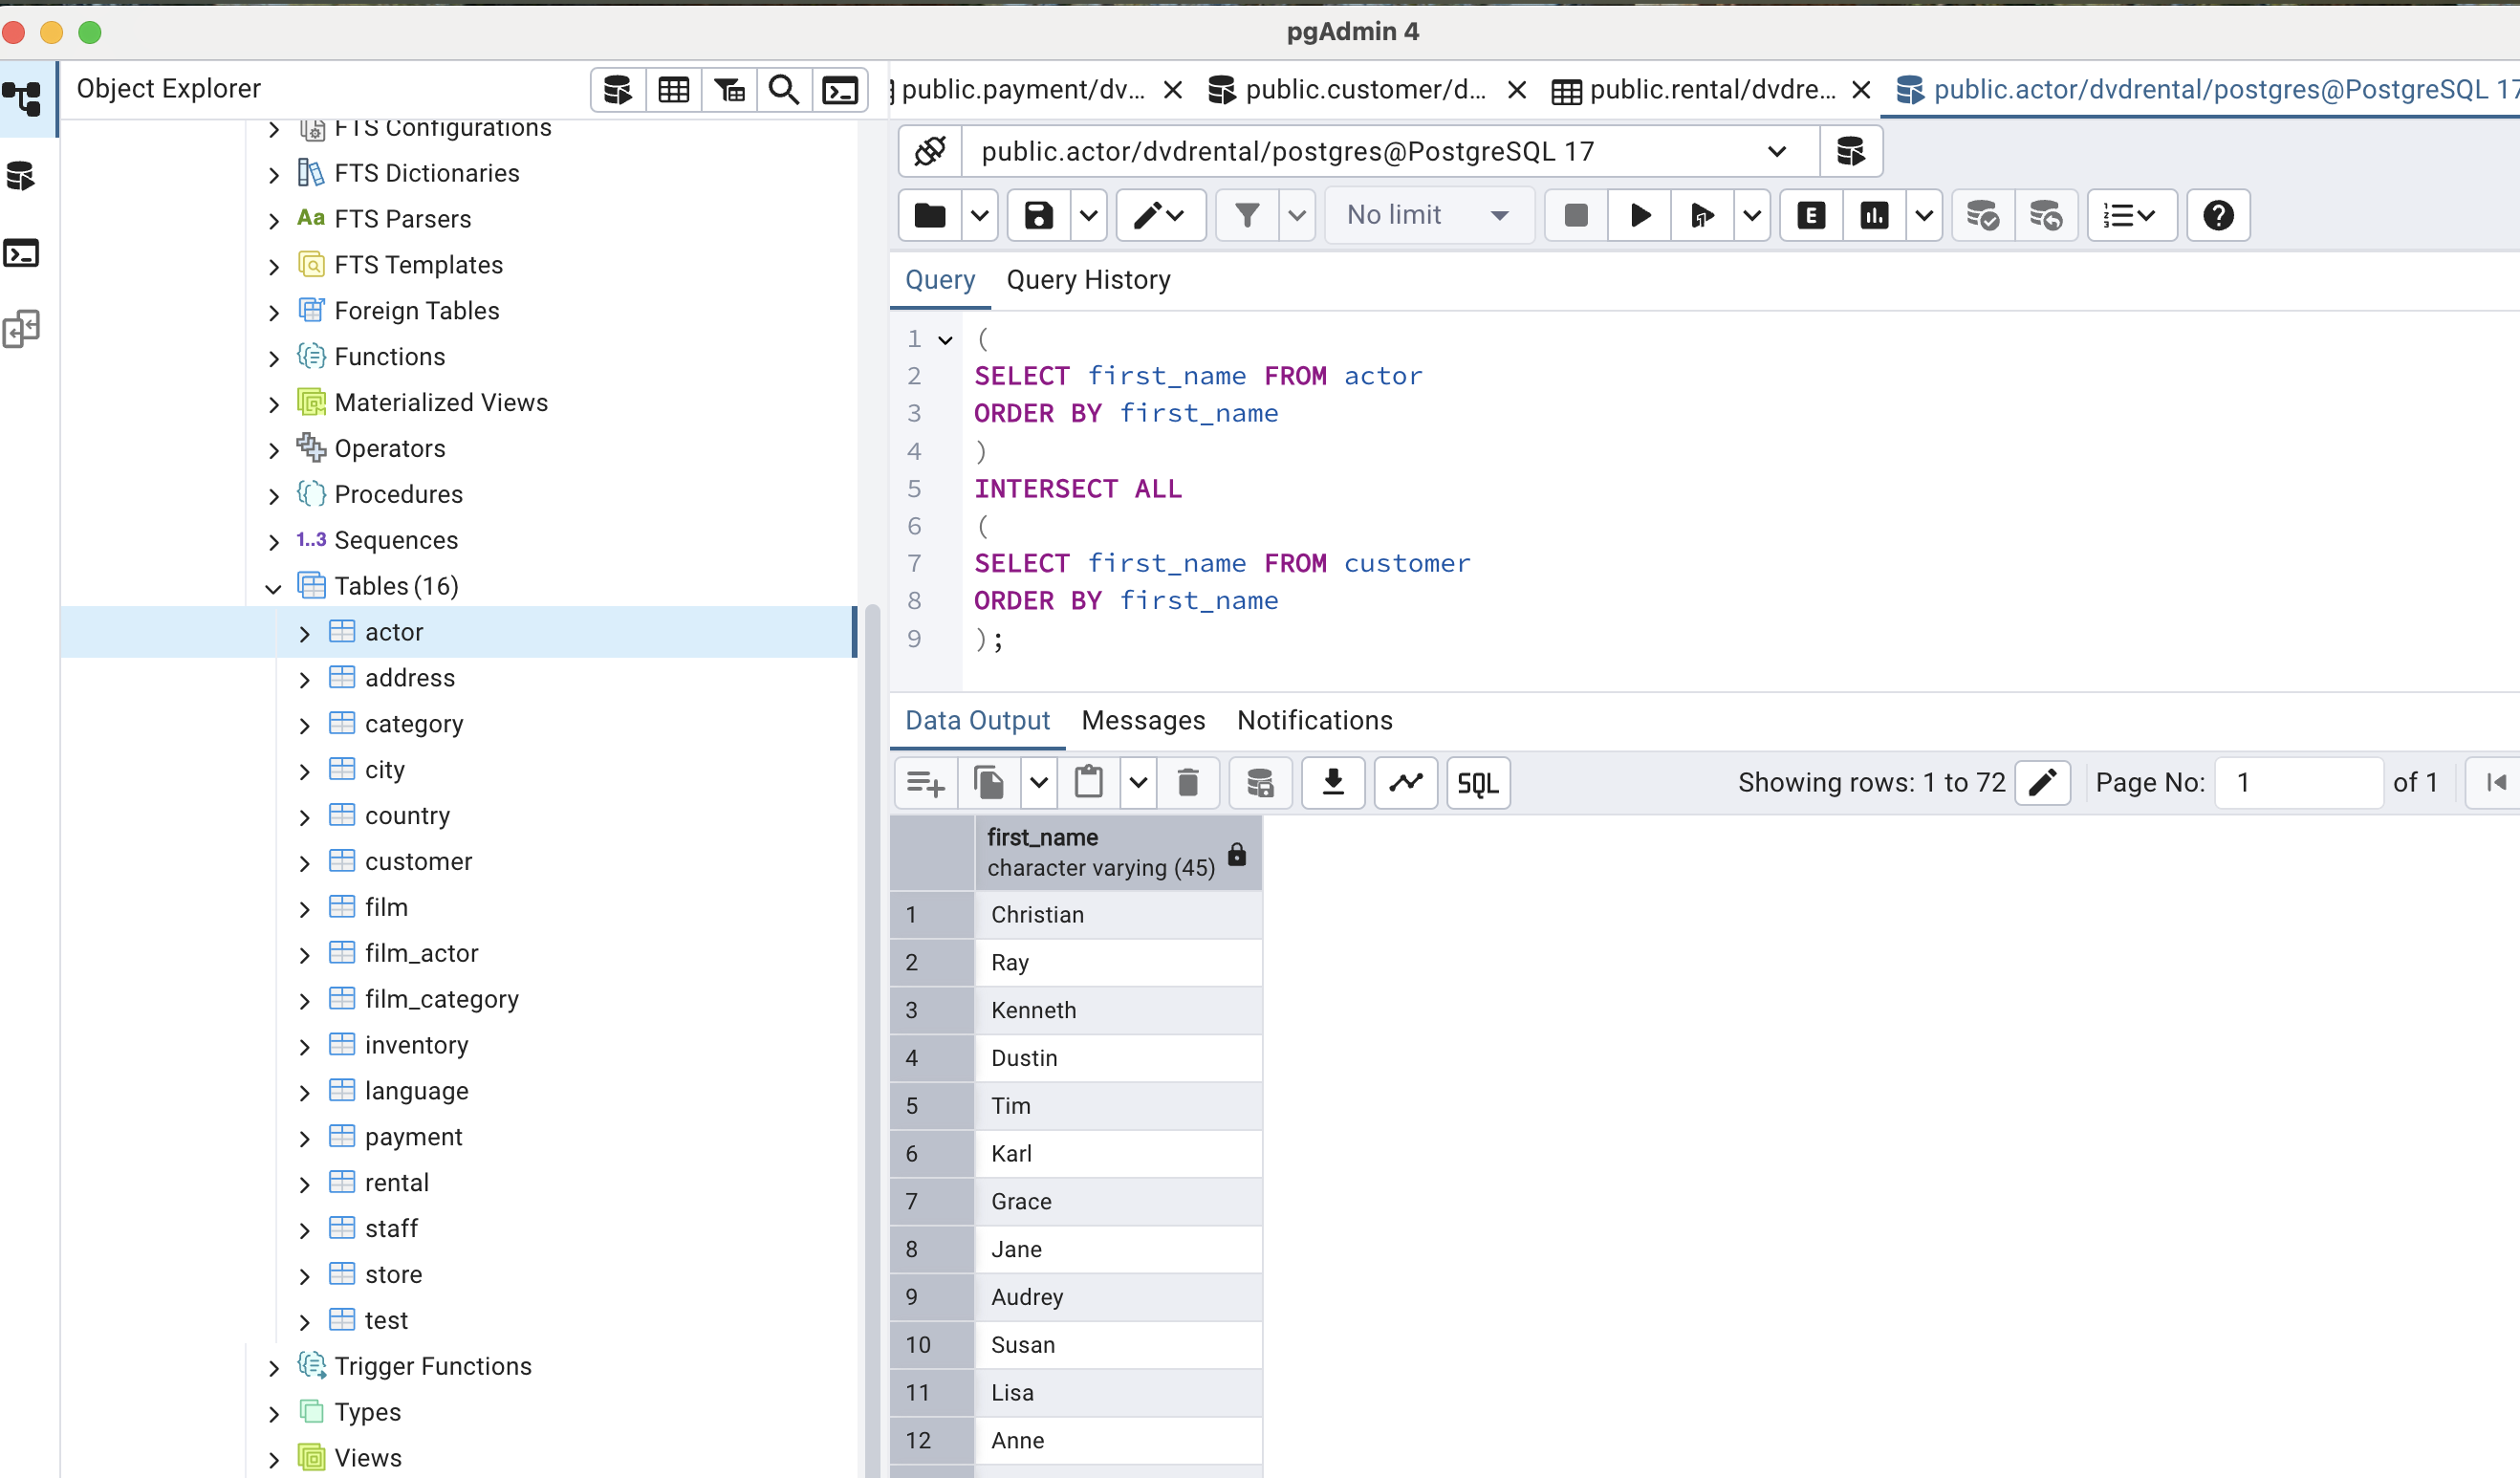 pgAdmin 4
Object Explorer
FTS Configurations
Aa FTS Parsers
FTS Dictionaries
FTS Templates
Foreign Tables
Functions
Materialized Views
Operators
Procedures
1..3 Sequences
Tables (16)
actor
address
category
city
country
customer
film
film_actor
film_category
inventory
language
payment
rental
staff
store
test
Trigger Functions
Types
Views
public.payment/dv...
public.customer/d...
public.rental/dvdre...
public.actor/dvdrental/postgres@PostgreSQL 17
public.actor/dvdrental/postgres@PostgreSQL 17
No limit
E
Query
Query History
1 (
2 SELECT first_name FROM actor
3 ORDER BY first_name
4 )
5 INTERSECT ALL
6 (
7 SELECT first_name FROM customer
8 ORDER BY first_name
9 );
Data Output
Messages
Notifications
SQL
Showing rows: 1 to 72
Page No: 1 of 1
first_name
character varying (45)
1 Christian
2 Ray
3 Kenneth
4 Dustin
5 Tim
6 Karl
7 Grace
8 Jane
9 Audrey
10 Susan
11 Lisa
12 Anne